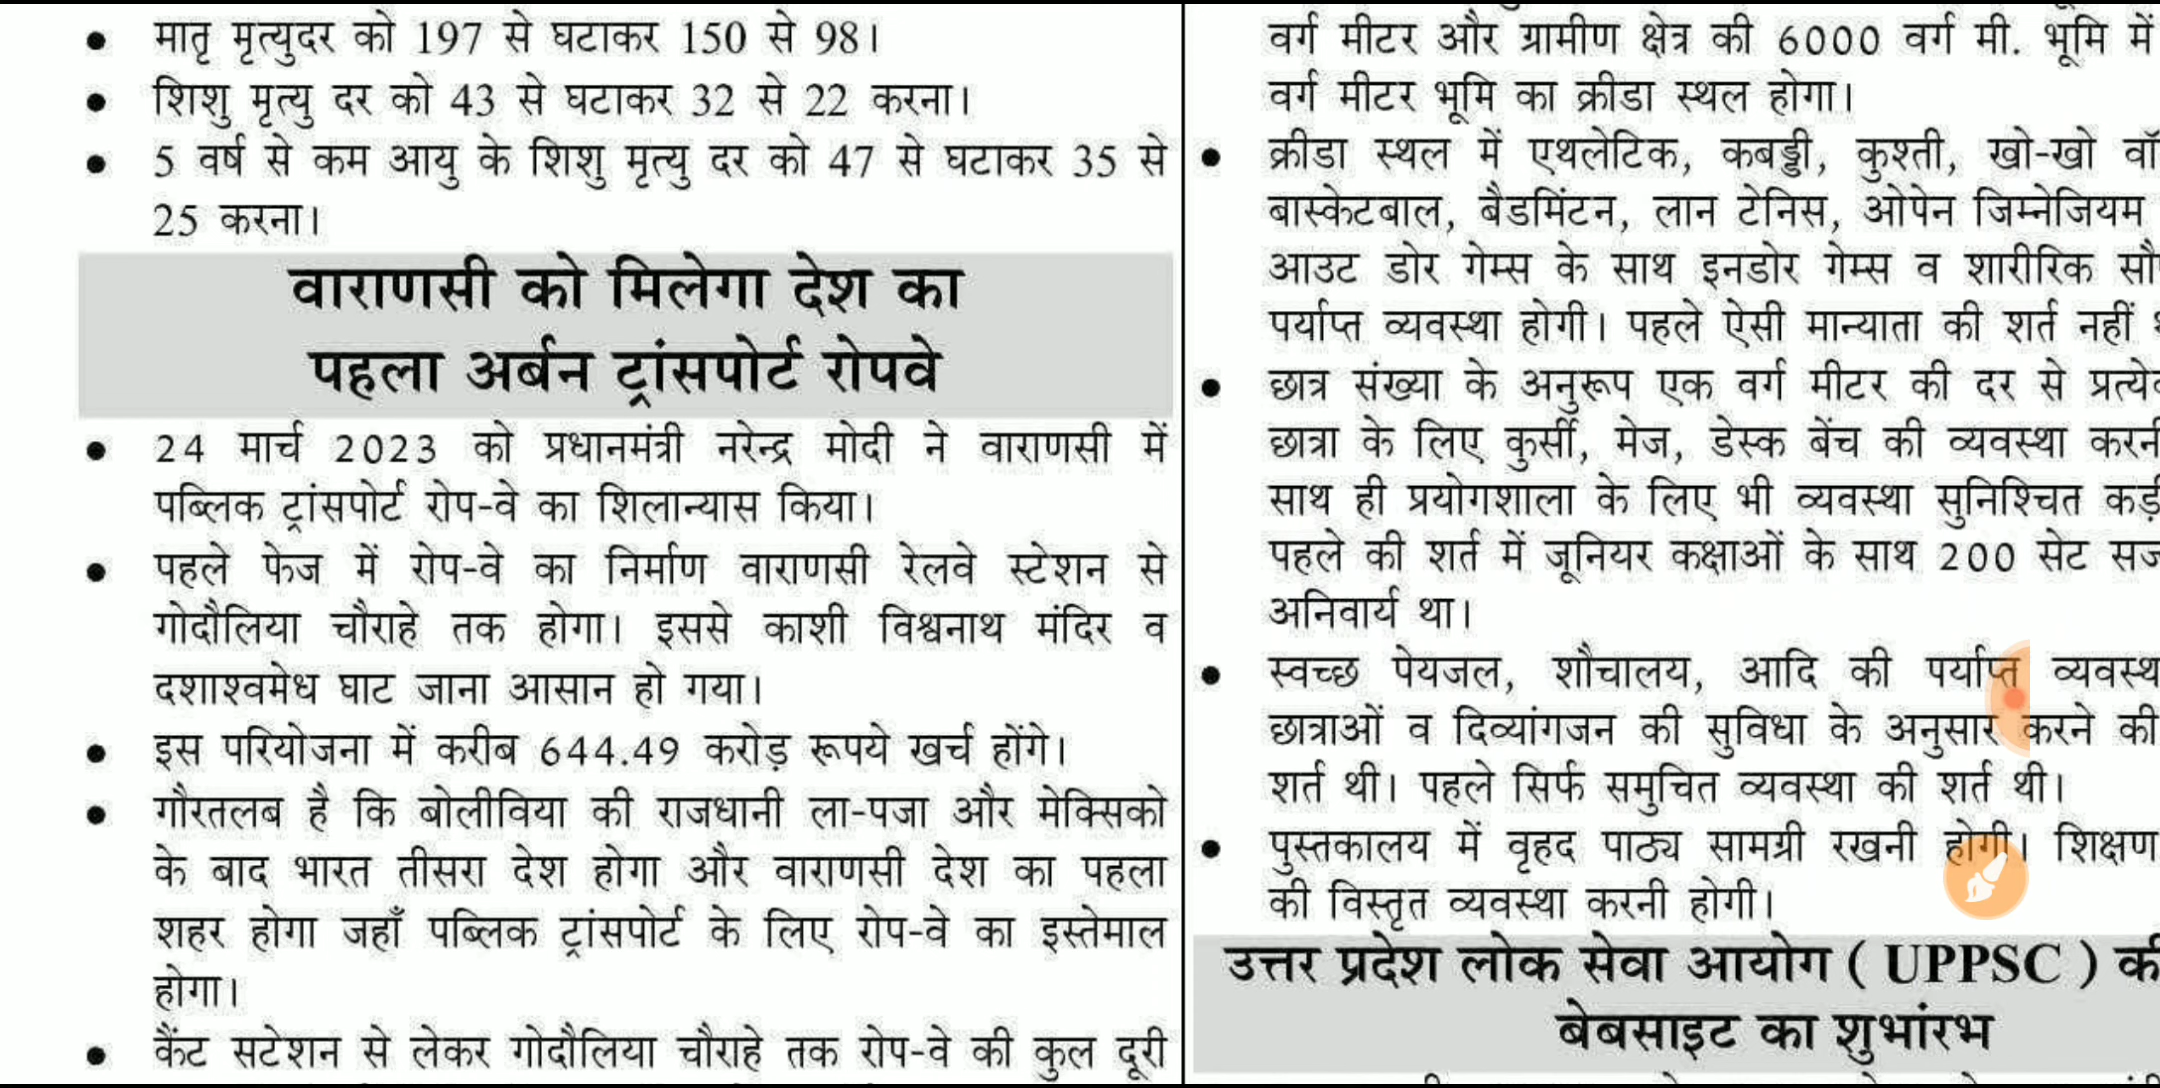 मातृ मृत्युदर को 197 से घटाकर 150 से 98।
शिशु मृत्यु दर को 43 से घटाकर 32 से 22 करना।
5 वर्ष से कम आयु के शिशु मृत्यु दर को 47 से घटाकर 35 से
25 करना।
वाराणसी को मिलेगा देश का
पहला अर्बन ट्रांसपोर्ट रोपवे
24 मार्च 2023 को प्रधानमंत्री नरेन्द्र मोदी ने वाराणसी में
पब्लिक ट्रांसपोर्ट रोप-वे का शिलान्यास किया।
पहले फेज में रोप-वे का निर्माण वाराणसी रेलवे स्टेशन से
गोदौलिया चौराहे तक होगा। इससे काशी विश्वनाथ मंदिर व
दशाश्वमेध घाट जाना आसान हो गया।
इस परियोजना में करीब 644.49 करोड़ रूपये खर्च होंगे।
गौरतलब है कि बोलीविया की राजधानी ला-पजा और मेक्सिको
के बाद भारत तीसरा देश होगा और वाराणसी देश का पहला
शहर होगा जहाँ पब्लिक ट्रांसपोर्ट के लिए रोप-वे का इस्तेमाल
होगा।
कैंट सटेशन से लेकर गोदौलिया चौराहे तक रोप-वे की कुल दूरी
वर्ग मीटर और ग्रामीण क्षेत्र की 6000 वर्ग मी. भूमि में
वर्ग मीटर भूमि का क्रीडा स्थल होगा।
क्रीडा स्थल में एथलेटिक, कबड्डी, कुश्ती, खो-खो
बास्केटबाल, बैडमिंटन, लान टेनिस, ओपेन जिम्नेजियम
आउट डोर गेम्स के साथ इनडोर गेम्स व शारीरिक
पर्याप्त व्यवस्था होगी। पहले ऐसी मान्याता की शर्त नहीं
छात्र संख्या के अनुरूप एक वर्ग मीटर की दर से
छात्रा के लिए कुर्सी, मेज, डेस्क बेंच की व्यवस्था
साथ ही प्रयोगशाला के लिए भी व्यवस्था सुनिश्चित
पहले की शर्त में जूनियर कक्षाओं के साथ 200 सेट
अनिवार्य था।
स्वच्छ पेयजल, शौचालय, आदि की पर्याप्त
छात्राओं व दिव्यांगजन की सुविधा के अनुसार करने की
शर्त थी। पहले सिर्फ समुचित व्यवस्था की शर्त थी।
पुस्तकालय में वृहद पाठ्य सामग्री रखनी होगी। शिक्षण
की विस्तृत व्यवस्था करनी होगी।
उत्तर प्रदेश लोक सेवा आयोग ( UPPSC ) की
बेबसाइट का शुभांरभ